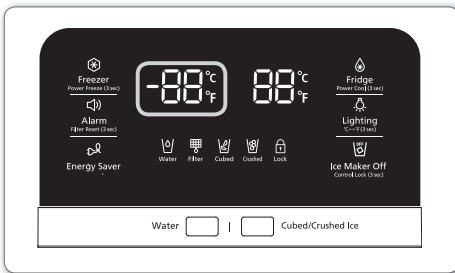 -88°C °F
88°C °F
Freezer
Power Freeze (3 sec)
Alarm
Filter Reset (3 sec)
Energy Saver
Water Filter Cubed Crushed Lock
Fridge
Power Cool (3 sec)
Lighting
°C↔°F (3 sec)
OFF
Ice Maker Off
Control Lock (3 sec)
Water | Cubed/Crushed Ice